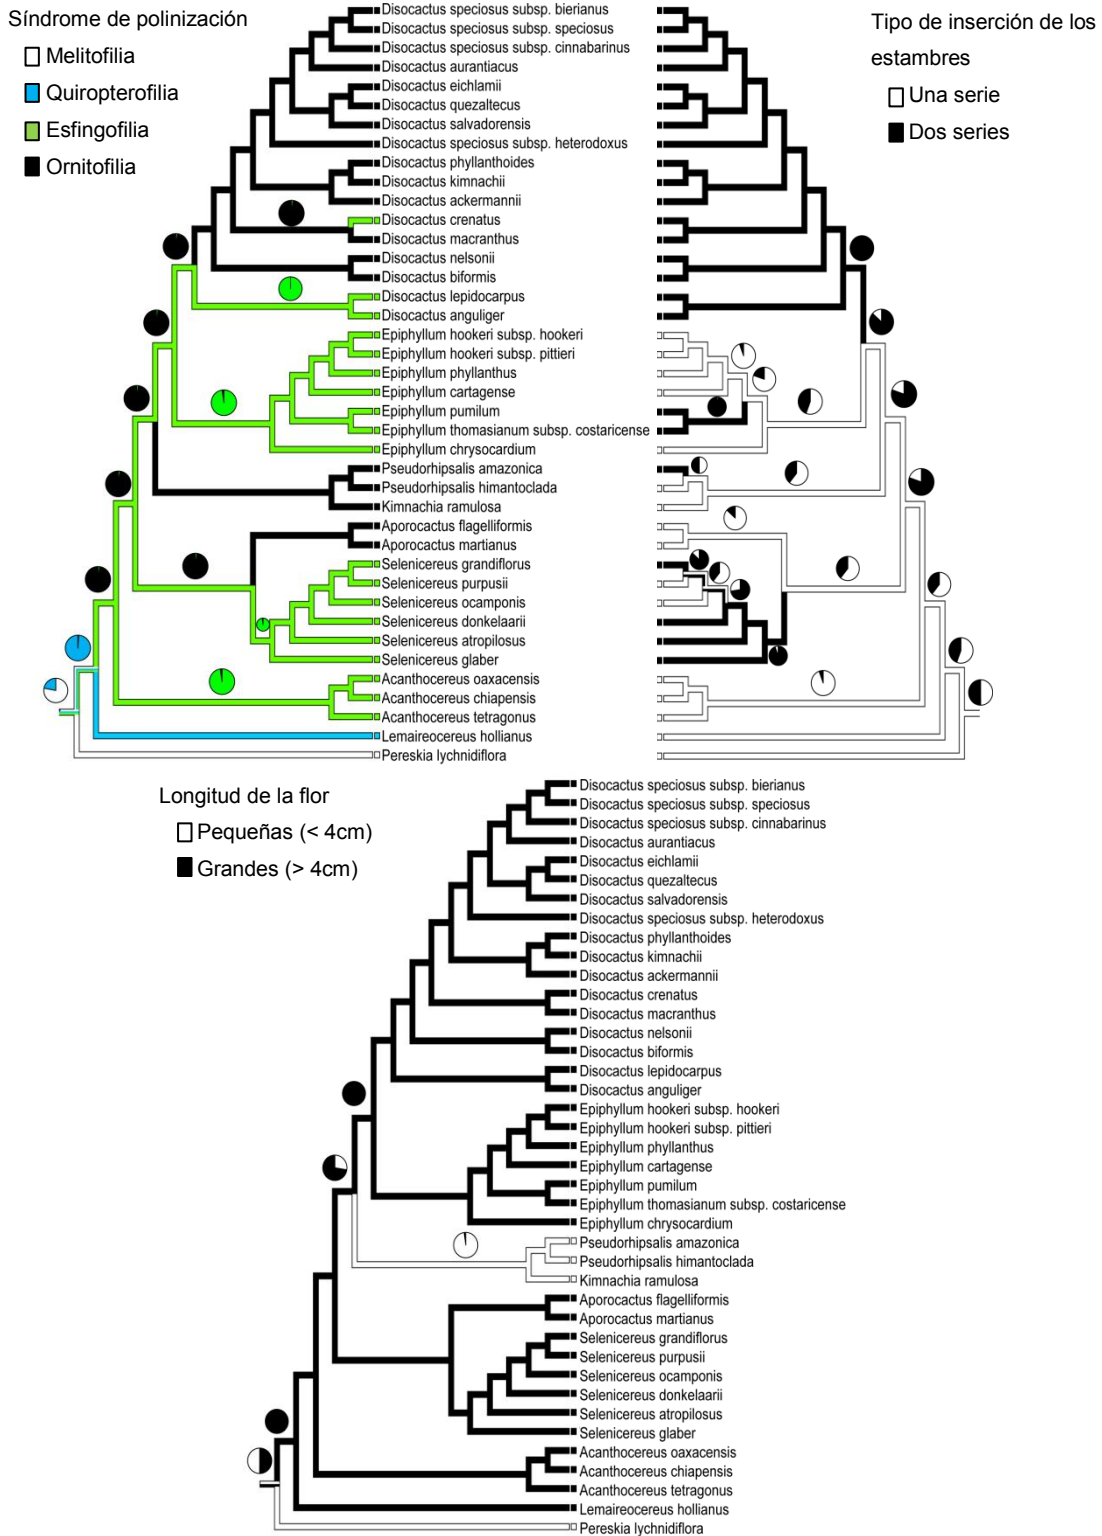 Síndrome de polinización
Melitofilia
Quiropterofilia
Esfingofilia
Ornitofilia
Disocactus speciosus subsp. bierianus
Disocactus speciosus subsp. speciosus
Disocactus speciosus subsp. cinnabarinus
Disocactus aurantiacus
Disocactus eichlamii
Disocactus quezaltecus
Disocactus salvadorensis
Disocactus speciosus subsp. heterodoxus
Disocactus phyllanthoides
Disocactus kimnachii
Disocactus ackermannii
Disocactus crenatus
Disocactus macranthus
Disocactus nelsonii
Disocactus biformis
Disocactus lepidocarpus
Disocactus anguliger
Epiphyllum hookeri subsp. hookeri
Epiphyllum hookeri subsp. pittieri
Epiphyllum phyllanthus
Epiphyllum cartagense
Epiphyllum pumilum
Epiphyllum thomasianum subsp. costaricense
Epiphyllum chrysocardium
Pseudorhipsalis amazonica
Pseudorhipsalis himantoclada
Kimnachia ramulosa
Aporocactus flagelliformis
Aporocactus martianus
Selenicereus grandiflorus
Selenicereus purpusii
Selenicereus ocamponis
Selenicereus donkelaarii
Selenicereus atropilosus
Selenicereus glaber
Acanthocereus oaxacensis
Acanthocereus chiapensis
Acanthocereus tetragonus
Lemaireocereus hollianus
Pereskia lychnidiflora
Tipo de inserción de los
estambres
Una serie
Dos series
Longitud de la flor
Pequeñas (< 4cm)
Grandes (> 4cm)
Disocactus speciosus subsp. bierianus
Disocactus speciosus subsp. speciosus
Disocactus speciosus subsp. cinnabarinus
Disocactus aurantiacus
Disocactus eichlamii
Disocactus quezaltecus
Disocactus salvadorensis
Disocactus speciosus subsp. heterodoxus
Disocactus phyllanthoides
Disocactus kimnachii
Disocactus ackermannii
Disocactus crenatus
Disocactus macranthus
Disocactus nelsonii
Disocactus biformis
Disocactus lepidocarpus
Disocactus anguliger
Epiphyllum hookeri subsp. hookeri
Epiphyllum hookeri subsp. pittieri
Epiphyllum phyllanthus
Epiphyllum cartagense
Epiphyllum pumilum
Epiphyllum thomasianum subsp. costaricense
Epiphyllum chrysocardium
Pseudorhipsalis amazonica
Pseudorhipsalis himantoclada
Kimnachia ramulosa
Aporocactus flagelliformis
Aporocactus martianus
Selenicereus grandiflorus
Selenicereus purpusii
Selenicereus ocamponis
Selenicereus donkelaarii
Selenicereus atropilosus
Selenicereus glaber
Acanthocereus oaxacensis
Acanthocereus chiapensis
Acanthocereus tetragonus
Lemaireocereus hollianus
Pereskia lychnidiflora